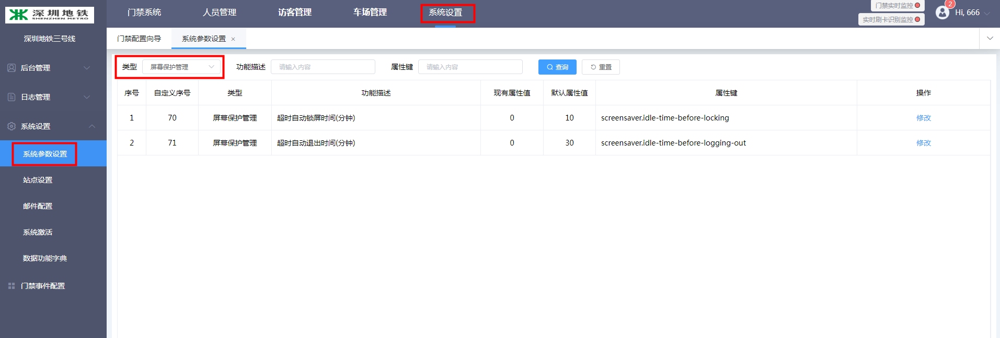 深圳地铁
SHENZHEN METRO
门禁系统 人员管理 访客管理 车场管理 系统设置
门禁实时监控
实时刷卡识别监控
2
Hi, 666
深圳地铁三号线
后台管理
日志管理
系统设置
系统参数设置
站点设置
邮件配置
系统激活
数据功能字典
门禁事件配置
门禁配置向导 系统参数设置 ×
类型 屏幕保护管理 功能描述 请输入内容 属性键 请输入内容 查询 重置
序号 自定义序号 类型 功能描述 现有属性值 默认属性值 属性键 操作
1 70 屏幕保护管理 超时自动锁屏时间(分钟) 0 10 screensaver.idle-time-before-locking 修改
2 71 屏幕保护管理 超时自动退出时间(分钟) 0 30 screensaver.idle-time-before-logging-out 修改